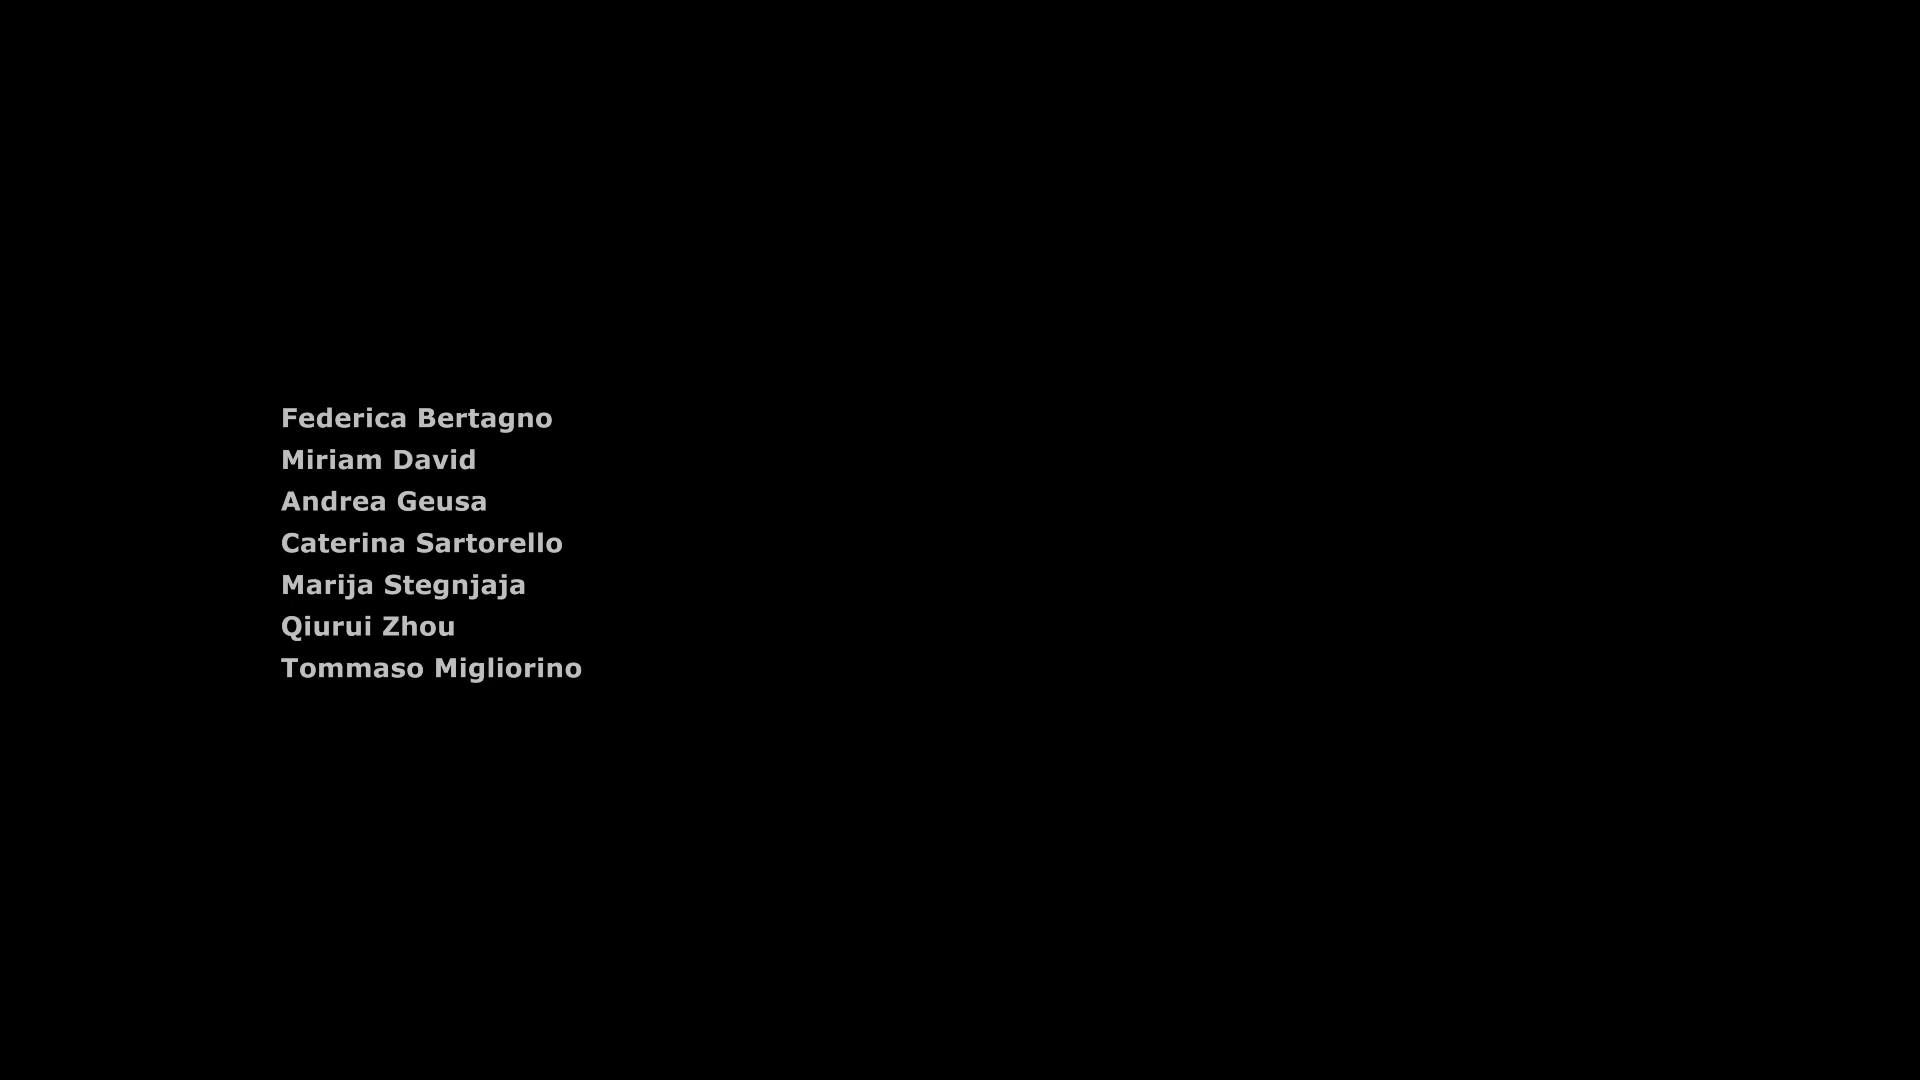 Federica Bertagno
Miriam David
Andrea Geusa
Caterina Sartorello
Marija Stegnjaja
Qiurui Zhou
Tommaso Migliorino